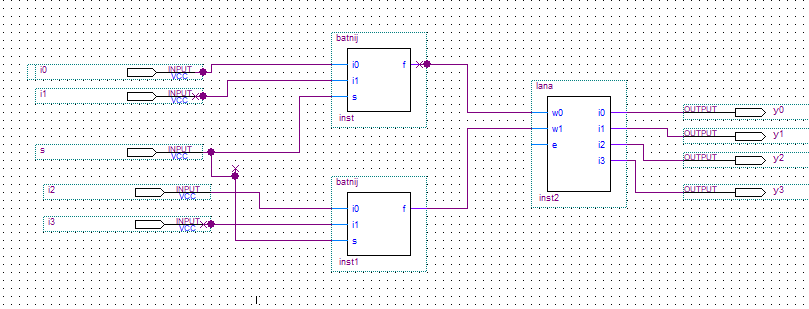 i0 INPUT
VCC
i1 INPUT
VCC
s INPUT
VCC
i2 INPUT
VCC
i3 INPUT
VCC
batnij
i0 f
i1
s
inst
batnij
i0 f
i1
s
inst1
lana
w0 i0
w1 i1
e i2
i3
inst2
OUTPUT y0
OUTPUT y1
OUTPUT y2
OUTPUT y3